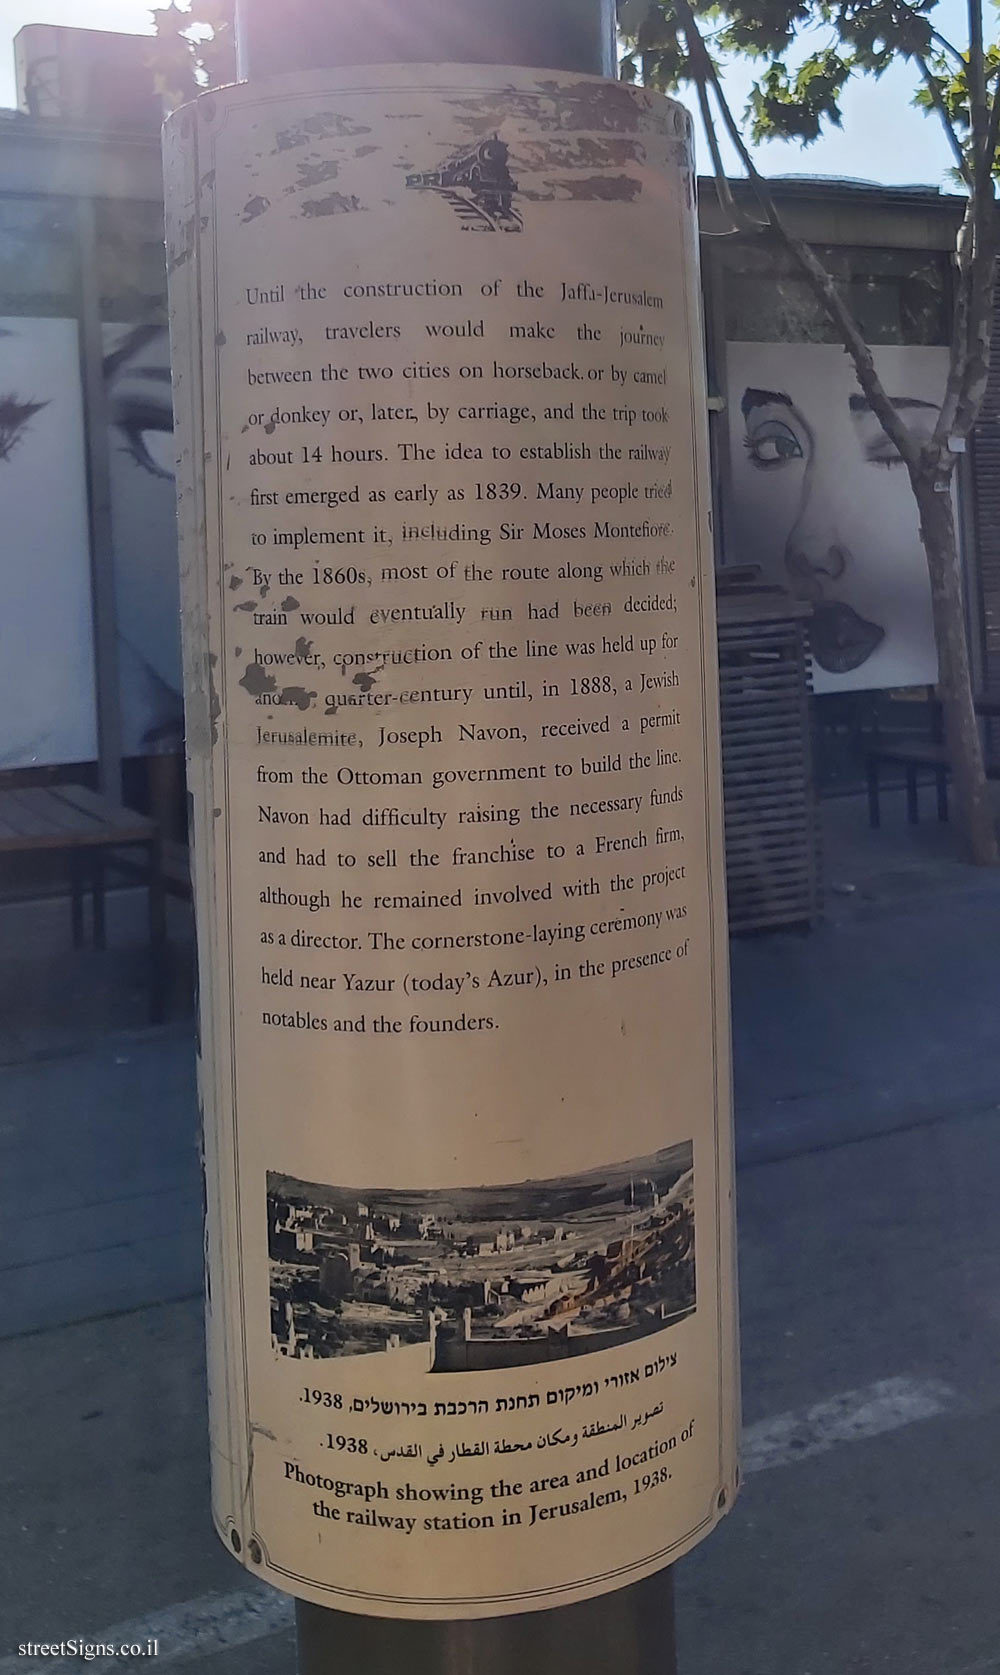 Until the construction of the Jaffa-Jerusalem
railway, travelers would make the journey
between the two cities on horseback or by camel
or donkey or, later, by carriage, and the trip took
about 14 hours. The idea to establish the railway
first emerged as early as 1839. Many people tried
to implement it, including Sir Moses Montefiore.
By the 1860s, most of the route along which the
train would eventually run had been decided;
however, construction of the line was held up for
another quarter-century until, in 1888, a Jewish
Jerusalemite, Joseph Navon, received a permit
from the Ottoman government to build the line.
Navon had difficulty raising the necessary funds
and had to sell the franchise to a French firm,
although he remained involved with the project
as a director. The cornerstone-laying ceremony was
held near Yazur (today's Azur), in the presence of
notables and the founders.
צילום אזורי ומיקום תחנת הרכבת בירושלים, 1938.
تصوير المنطقة ومكان محطة القطار في القدس، 1938.
Photograph showing the area and location of
the railway station in Jerusalem, 1938.
streetSigns.co.il